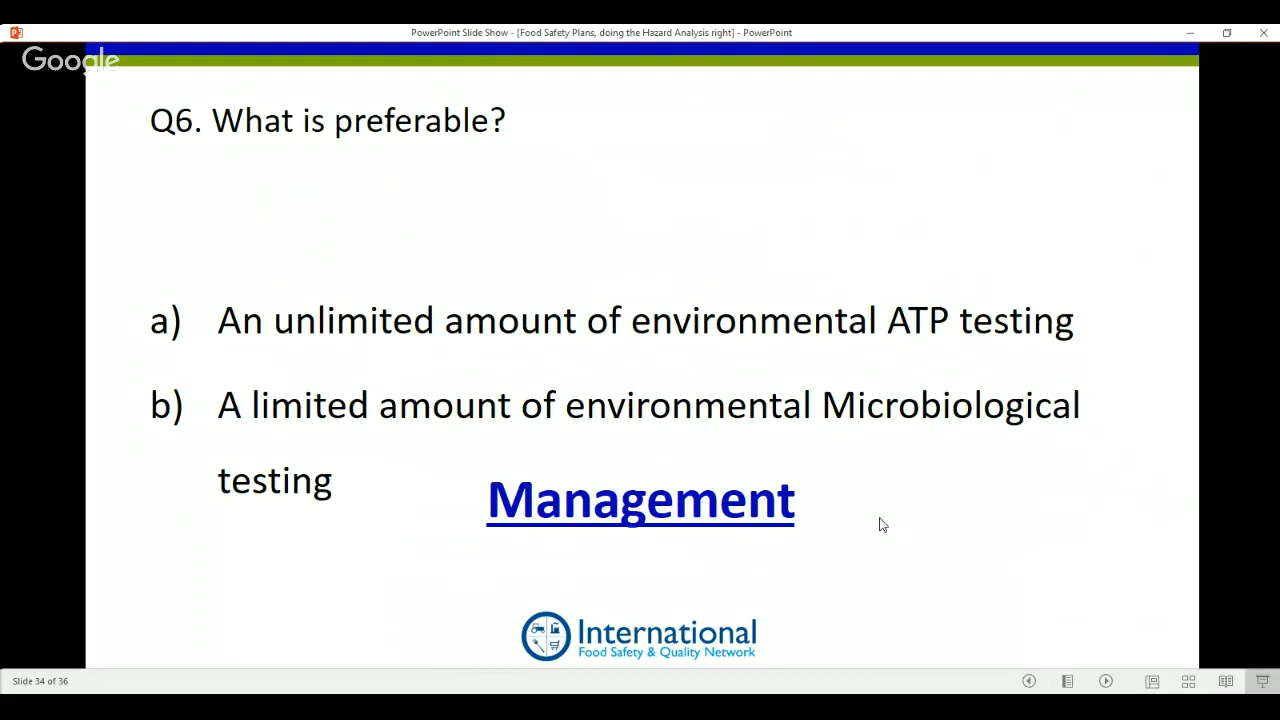 PowerPoint Slide Show - [Food Safety Plans, doing the Hazard Analysis right] - PowerPoint
Google
Q6. What is preferable?
a) An unlimited amount of environmental ATP testing
b) A limited amount of environmental Microbiological
testing
Management
International
Food Safety & Quality Network
Slide 34 of 36